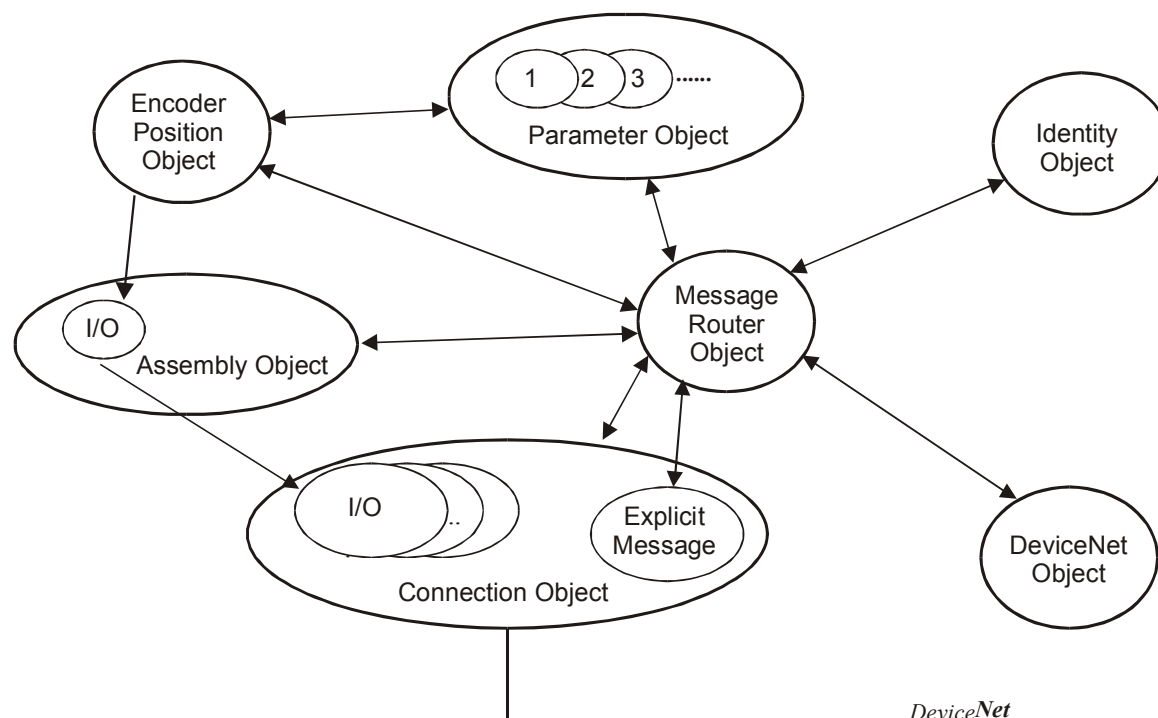 1 2 3 ......
Parameter Object
Encoder
Position
Object
Identity
Object
Message
Router
Object
I/O
Assembly Object
I/O
..
Explicit
Message
Connection Object
DeviceNet
Object
DeviceNet